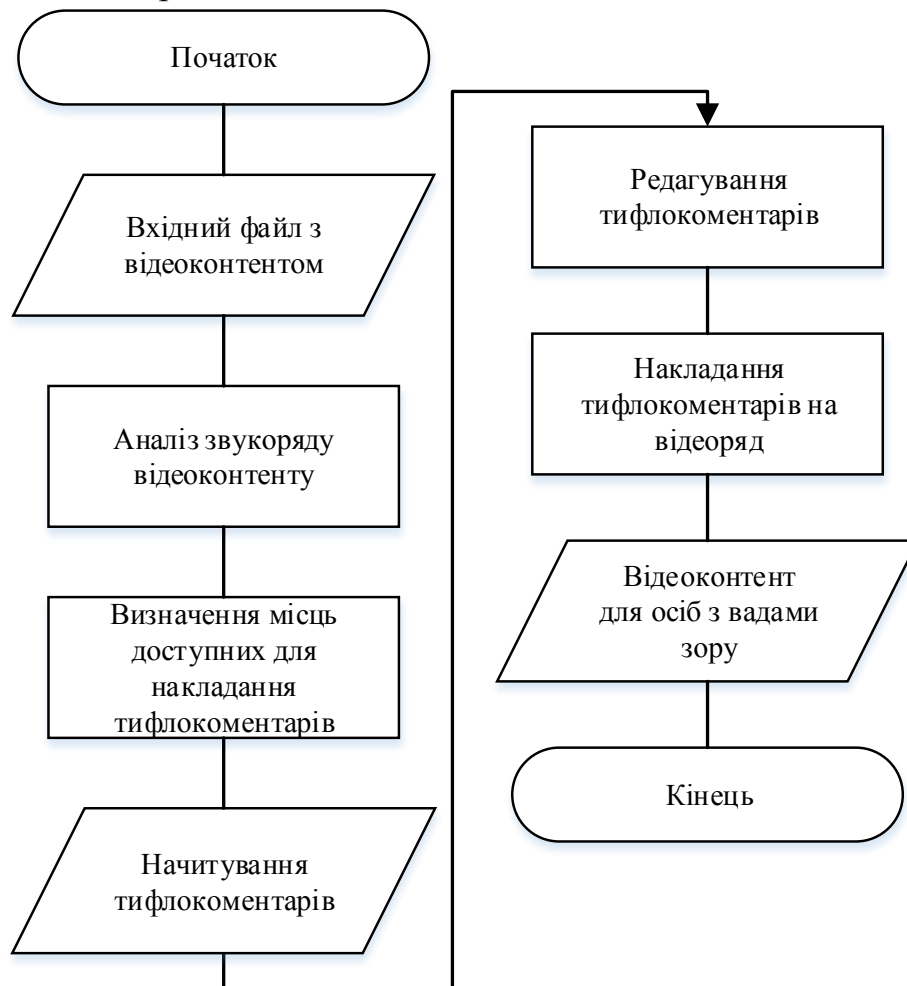 Початок
Вхідний файл з
відеоконтентом
Аналіз звукоряду
відеоконтенту
Визначення місць
доступних для
накладання
тифлокоментарів
Начитування
тифлокоментарів
Редагування
тифлокоментарів
Накладання
тифлокоментарів на
відеоряд
Відеоконтент
для осіб з вадами
зору
Кінець